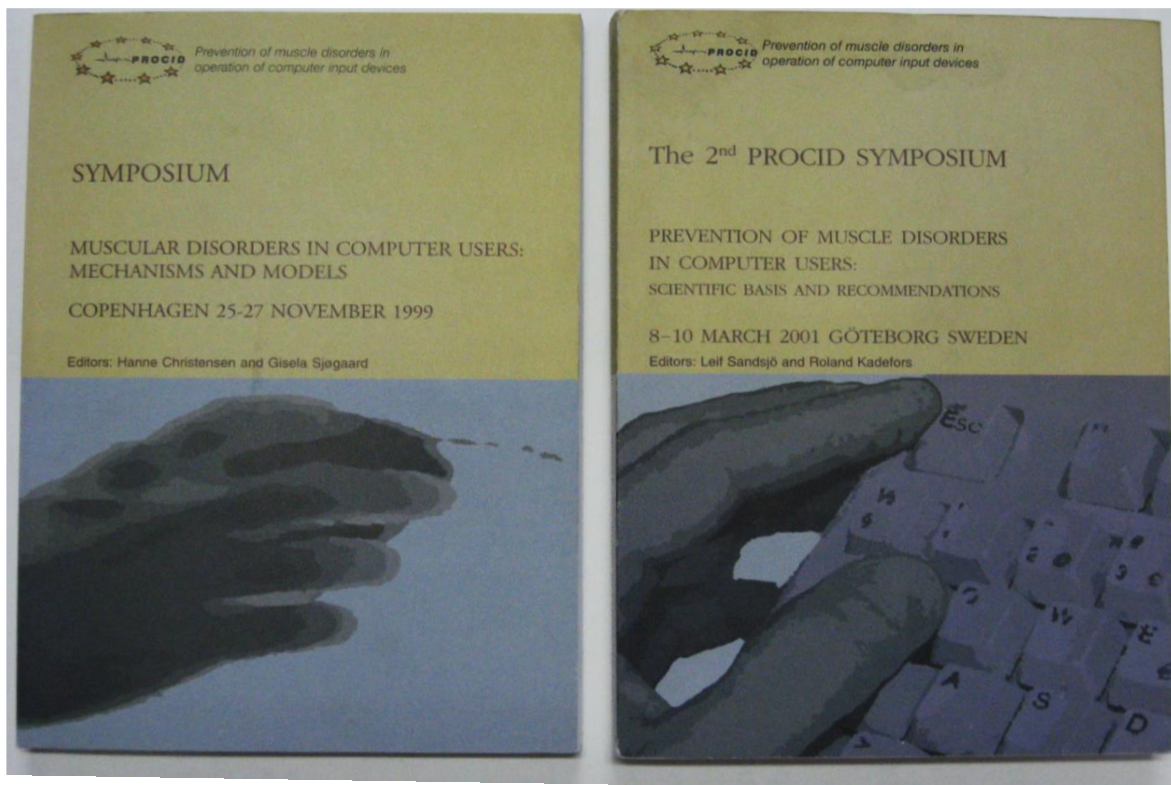 PROCID
Prevention of muscle disorders in
operation of computer input devices
SYMPOSIUM
MUSCULAR DISORDERS IN COMPUTER USERS:
MECHANISMS AND MODELS
COPENHAGEN 25-27 NOVEMBER 1999
Editors: Hanne Christensen and Gisela Sjøgaard
PROCID
Prevention of muscle disorders in
operation of computer input devices
The 2nd PROCID SYMPOSIUM
PREVENTION OF MUSCLE DISORDERS
IN COMPUTER USERS:
SCIENTIFIC BASIS AND RECOMMENDATIONS
8–10 MARCH 2001 GÖTEBORG SWEDEN
Editors: Leif Sandsjö and Roland Kadefors
Esc
W
E
A
S
D